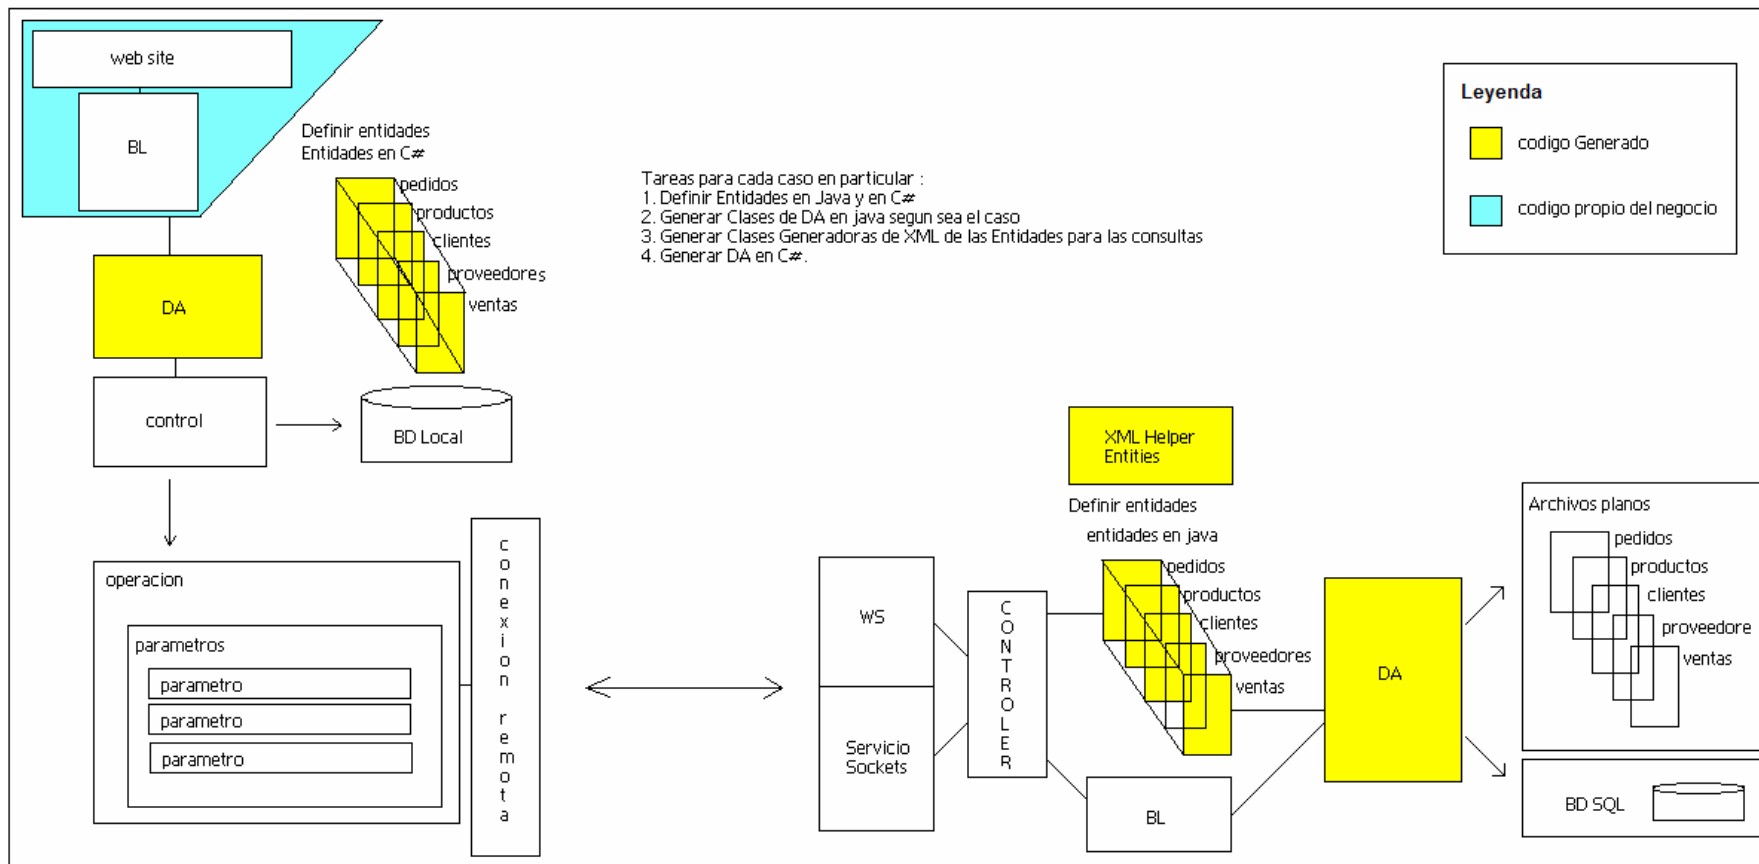 web site
BL
DA
control
Definir entidades
Entidades en C#
pedidos
productos
clientes
proveedores
ventas
BD Local
Tareas para cada caso en particular :
1. Definir Entidades en Java y en C#
2. Generar Clases de DA en java segun sea el caso
3. Generar Clases Generadoras de XML de las Entidades para las consultas
4. Generar DA en C#.
Leyenda
codigo Generado
codigo propio del negocio
operacion
parametros
parametro
parametro
parametro
conexion remota
WS
Servicio
Sockets
CONTROLER
XML Helper
Entities
Definir entidades
entidades en java
pedidos
productos
clientes
proveedores
ventas
BL
DA
Archivos planos
pedidos
productos
clientes
proveedore
ventas
BD SQL